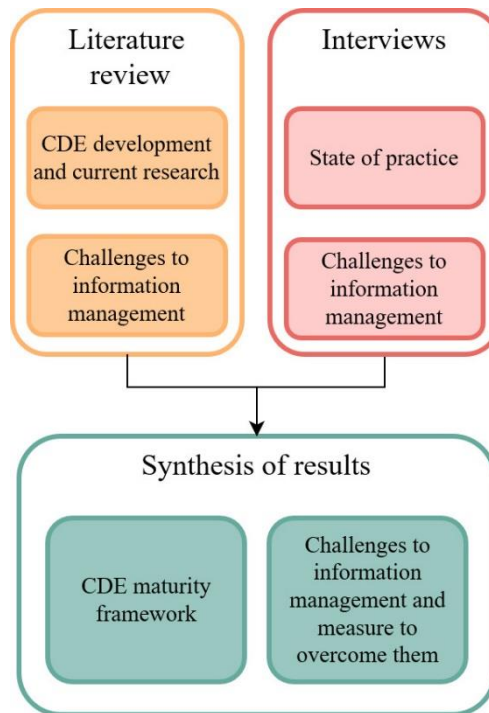 Literature
review
CDE development
and current research
Challenges to
information
management
Interviews
State of practice
Challenges to
information
management
Synthesis of results
CDE maturity
framework
Challenges to
information
management and
measure to
overcome them